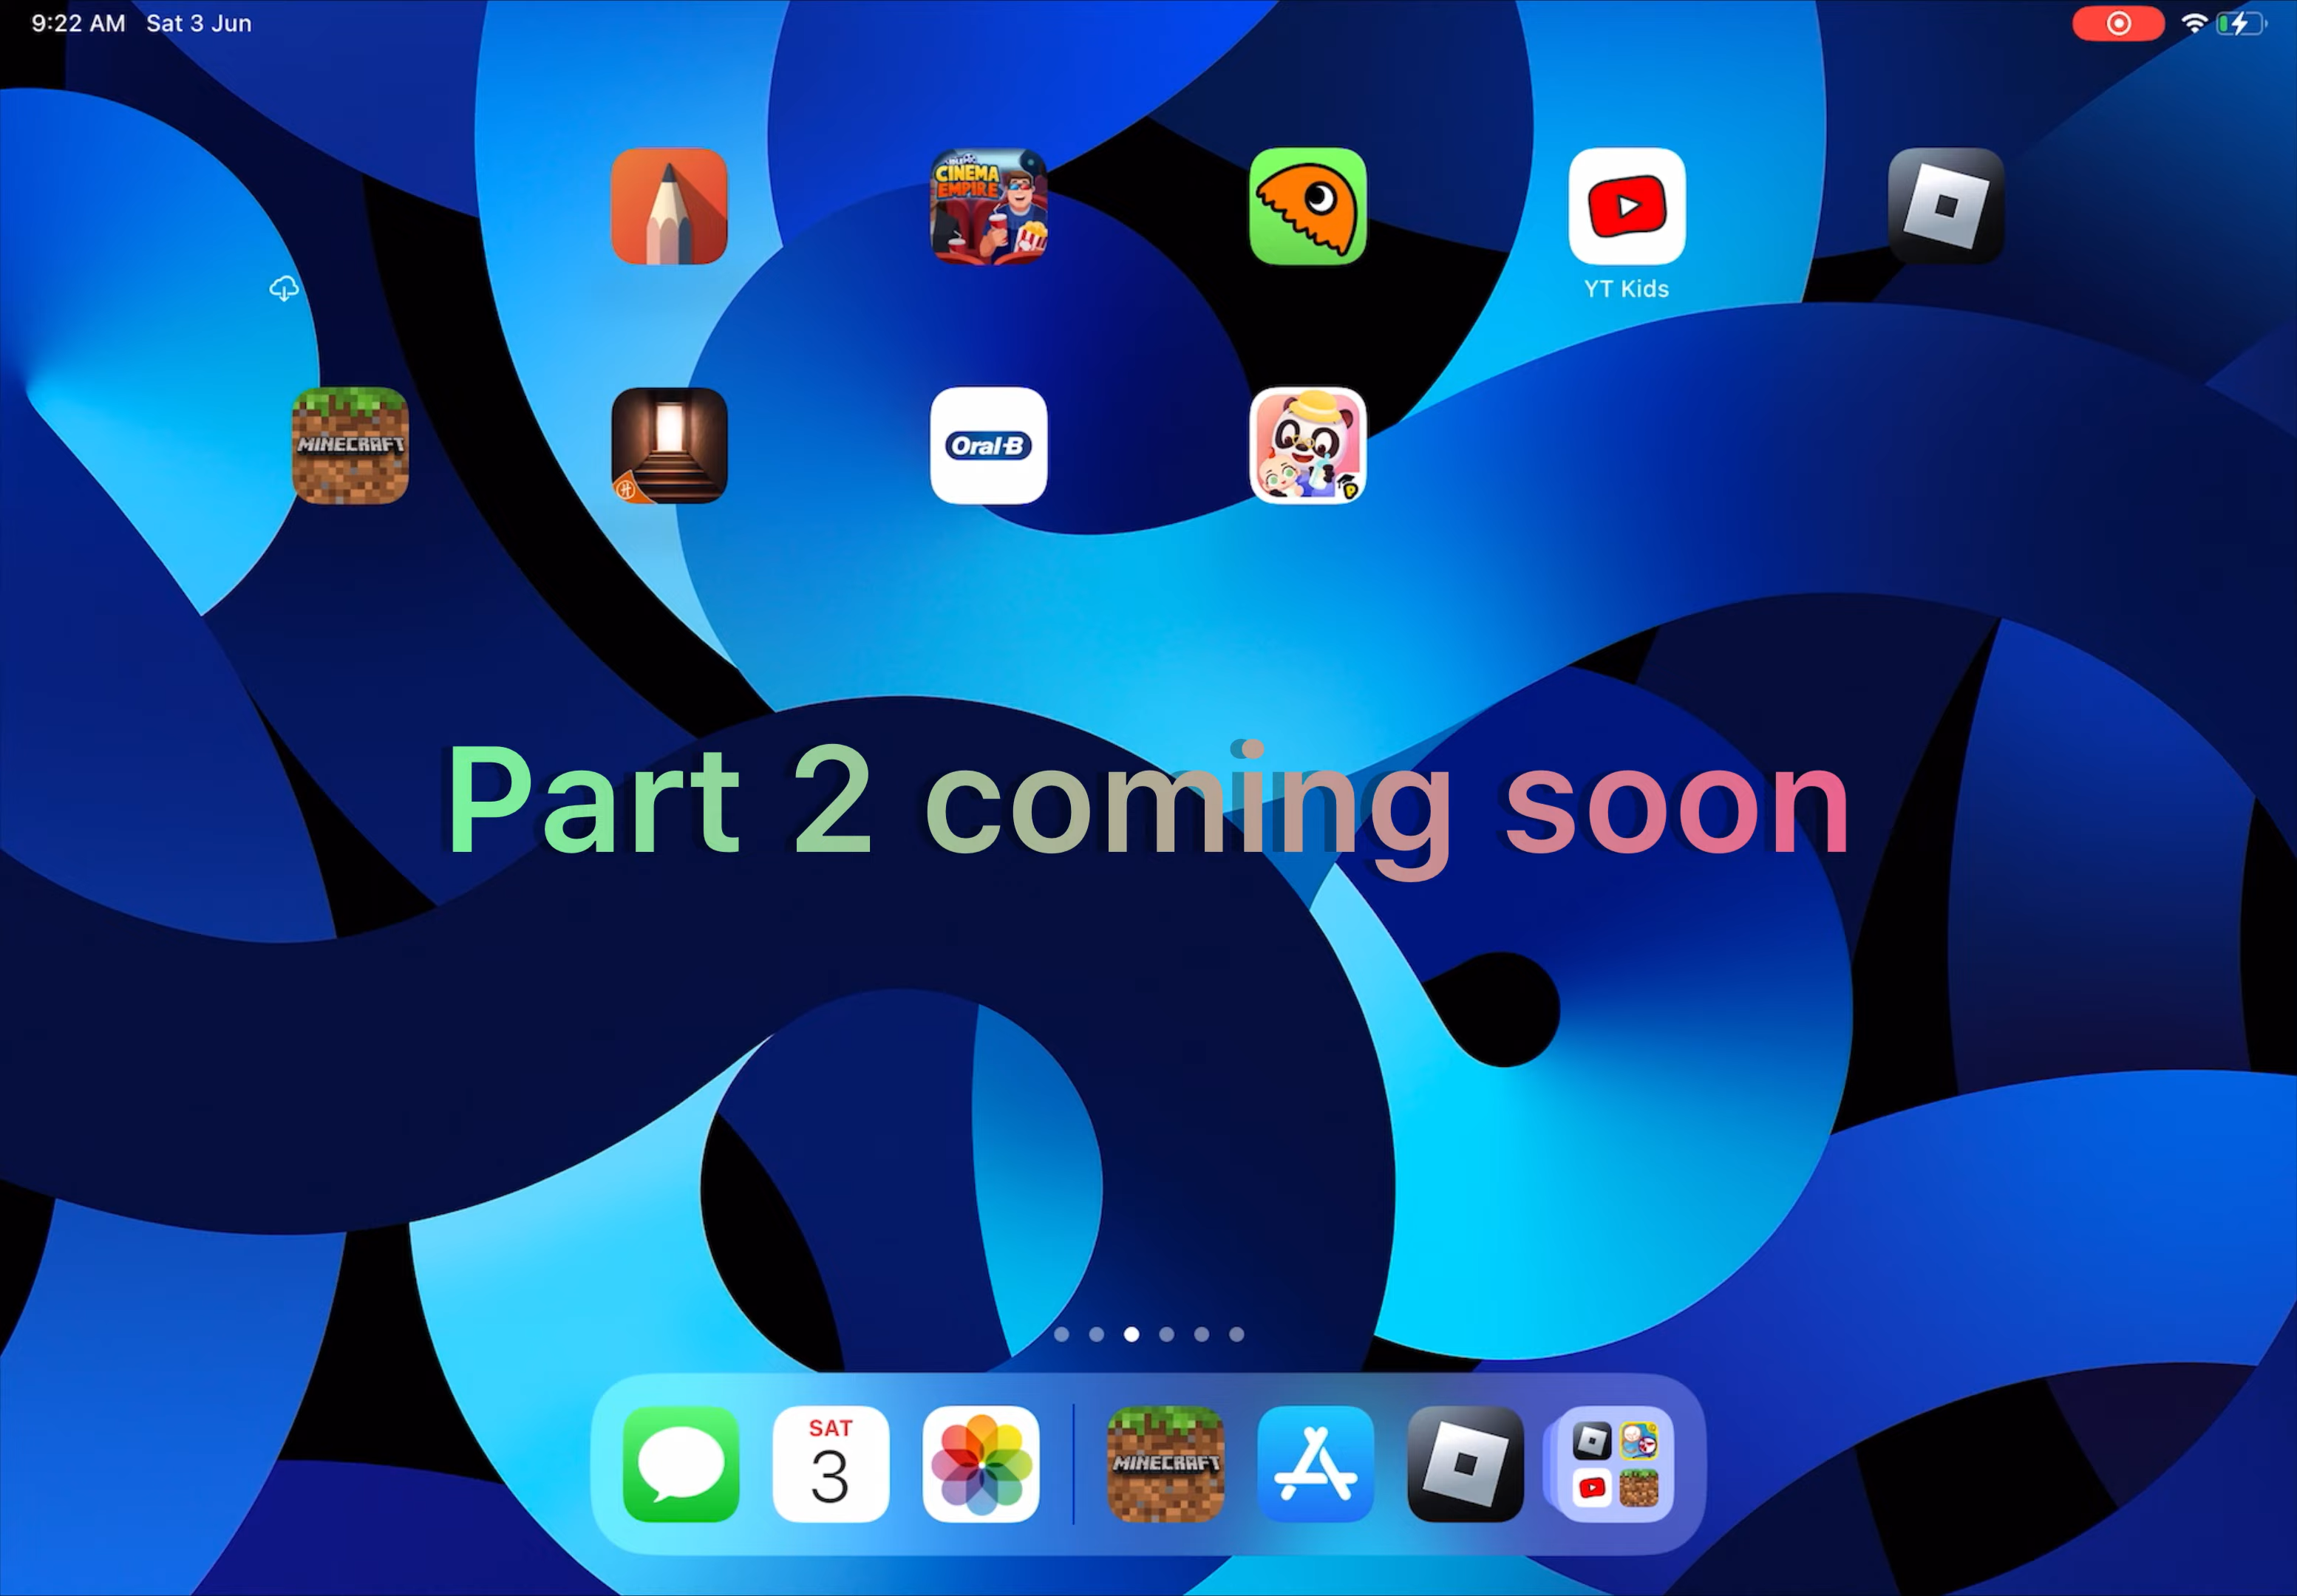 9:22 AM Sat 3 Jun
CINEMA
EMPIRE
YT Kids
MINECRAFT
Oral-B
Part 2 coming soon
SAT
3
MINECRAFT